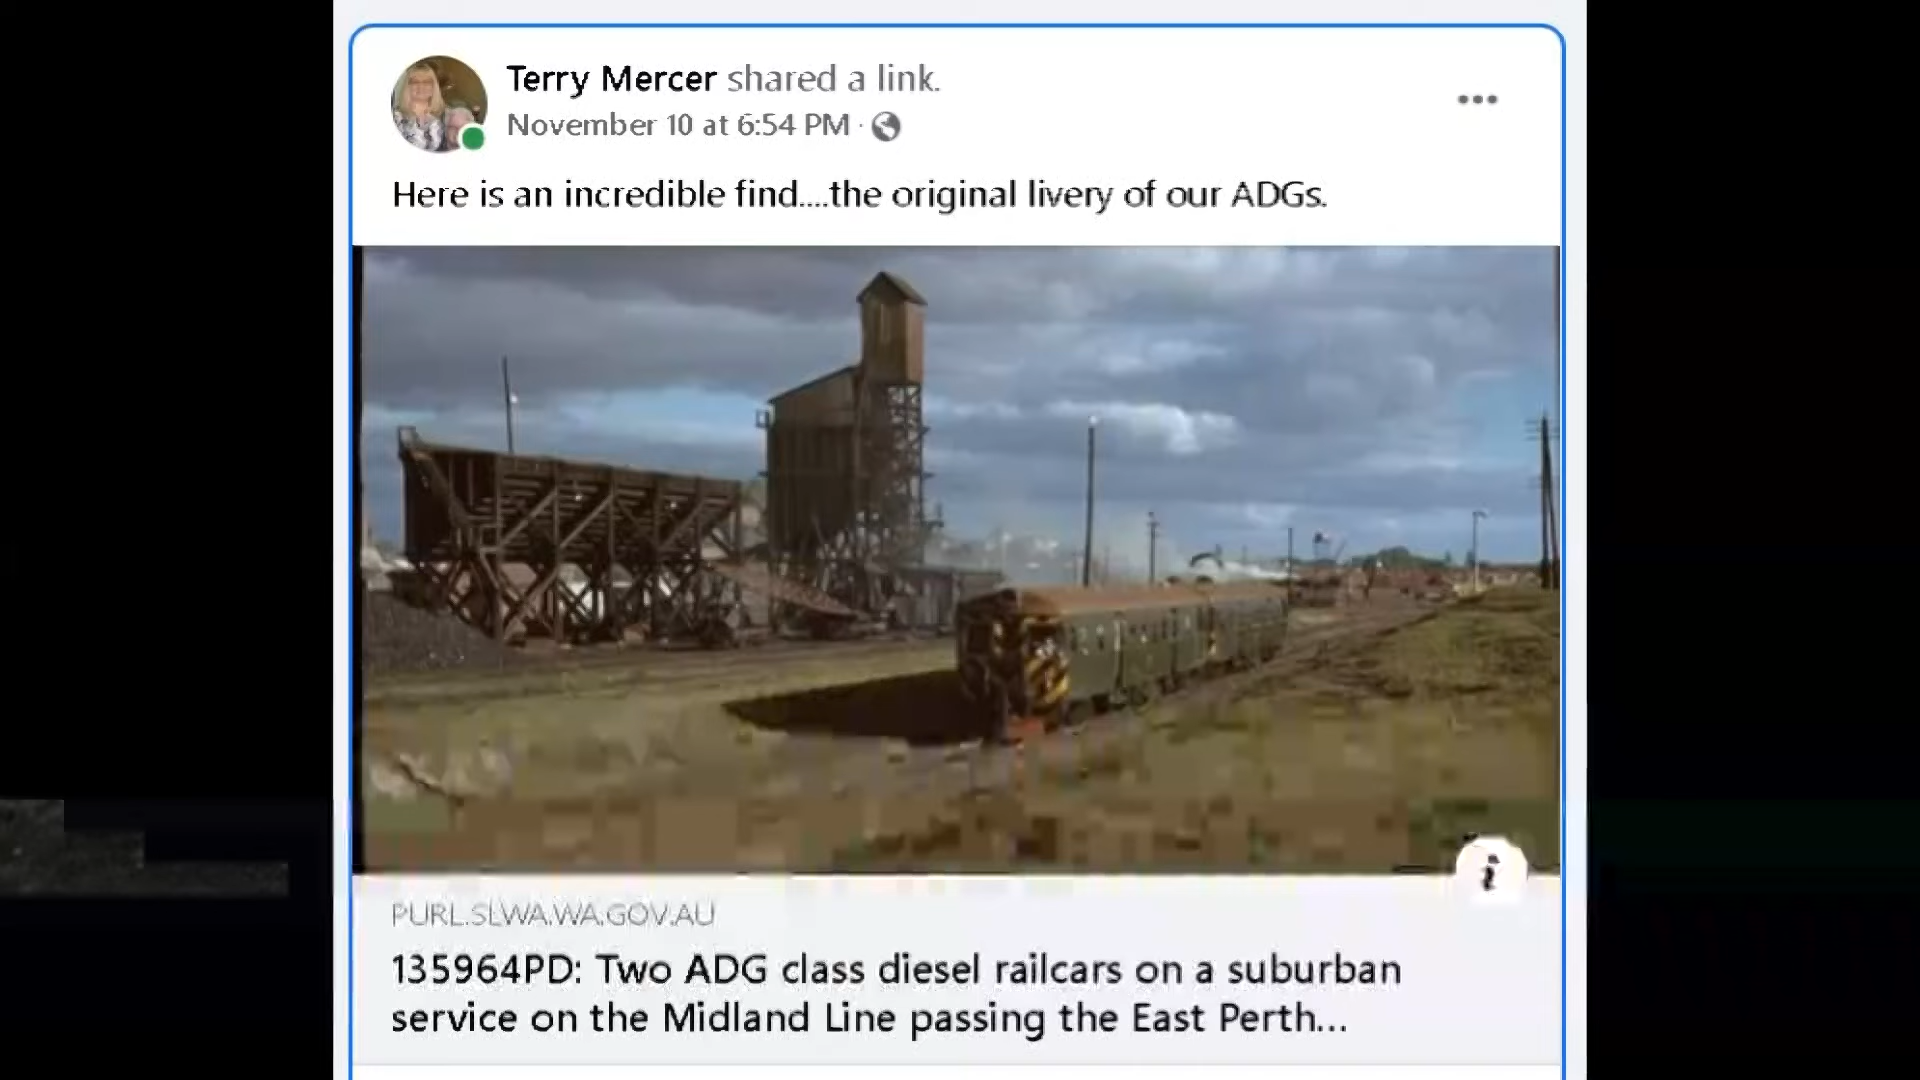 Terry Mercer shared a link.
November 10 at 6:54 PM ·
Here is an incredible find....the original livery of our ADGs.
PURL.SLWA.WA.GOV.AU
135964PD: Two ADG class diesel railcars on a suburban
service on the Midland Line passing the East Perth...